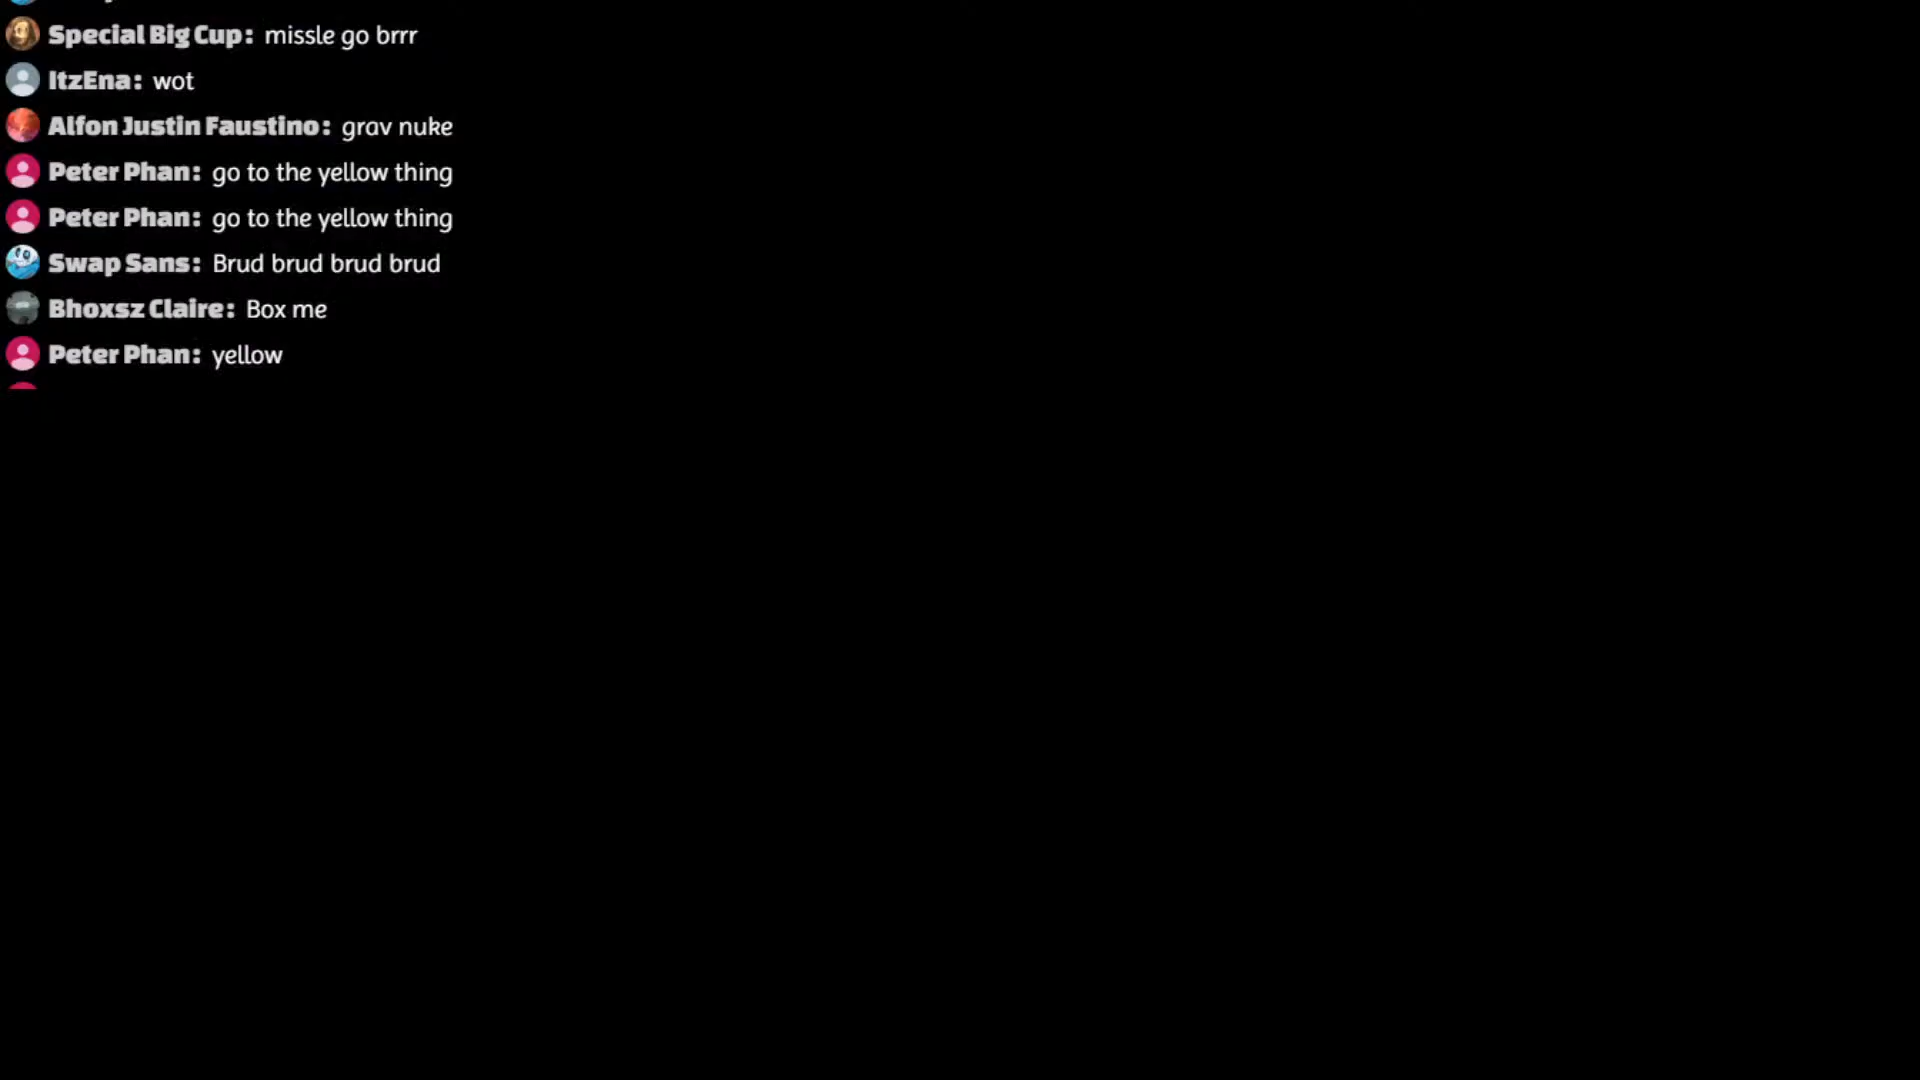 Special Big Cup: missle go brrr
ItzEna: wot
Alfon Justin Faustino: grav nuke
Peter Phan: go to the yellow thing
Peter Phan: go to the yellow thing
Swap Sans: Brud brud brud brud
Bhoxsz Claire: Box me
Peter Phan: yellow